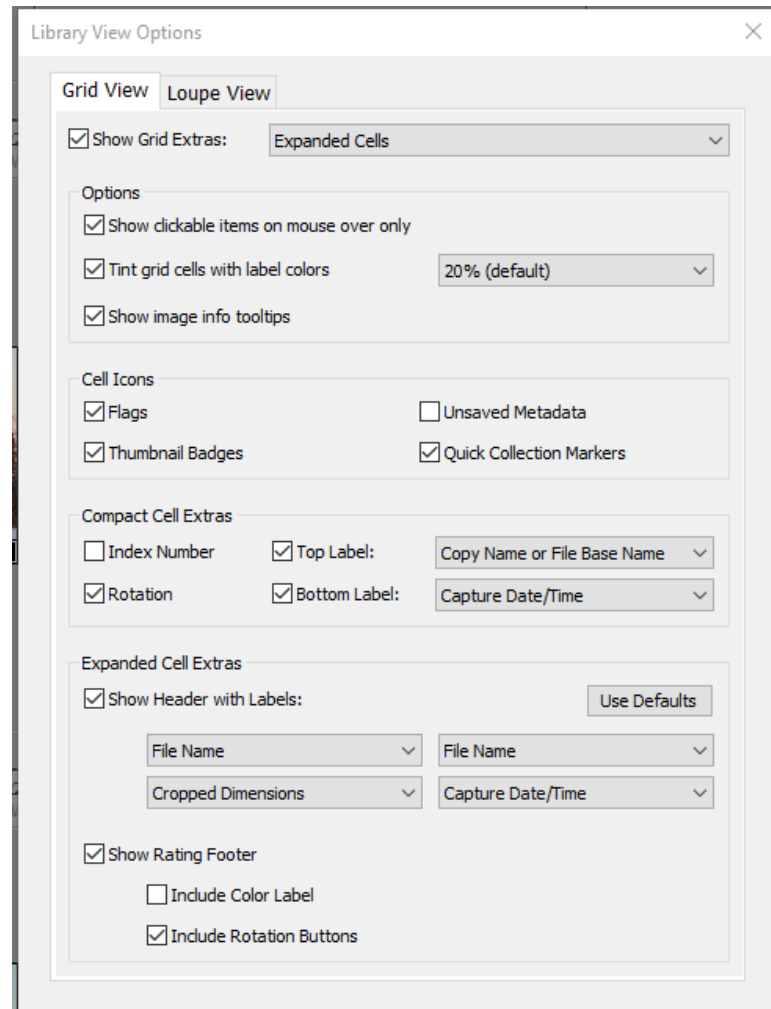 Library View Options
Grid View Loupe View
Show Grid Extras: Expanded Cells
Options
Show clickable items on mouse over only
Tint grid cells with label colors 20% (default)
Show image info tooltips
Cell Icons
Flags Unsaved Metadata
Thumbnail Badges Quick Collection Markers
Compact Cell Extras
Index Number Top Label: Copy Name or File Base Name
Rotation Bottom Label: Capture Date/Time
Expanded Cell Extras
Show Header with Labels: Use Defaults
File Name File Name
Cropped Dimensions Capture Date/Time
Show Rating Footer
Include Color Label
Include Rotation Buttons